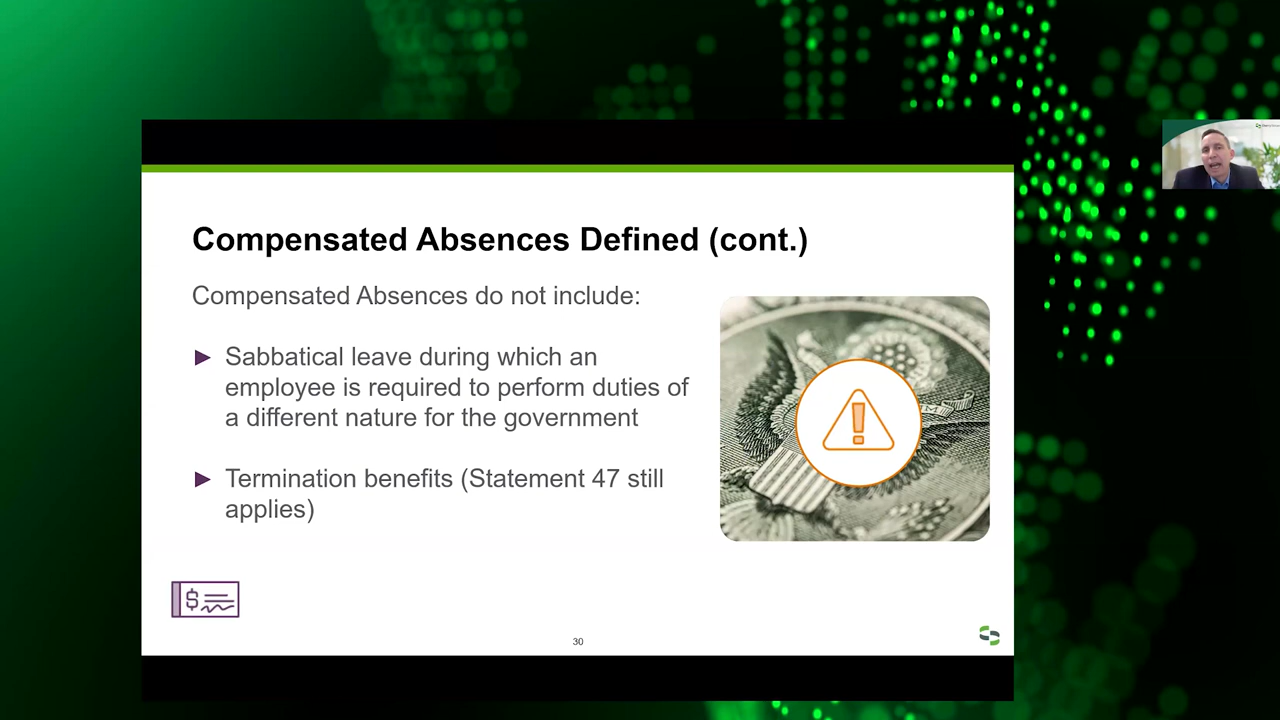 Compensated Absences Defined (cont.)
Compensated Absences do not include:
► Sabbatical leave during which an
employee is required to perform duties of
a different nature for the government
► Termination benefits (Statement 47 still
applies)
$
30